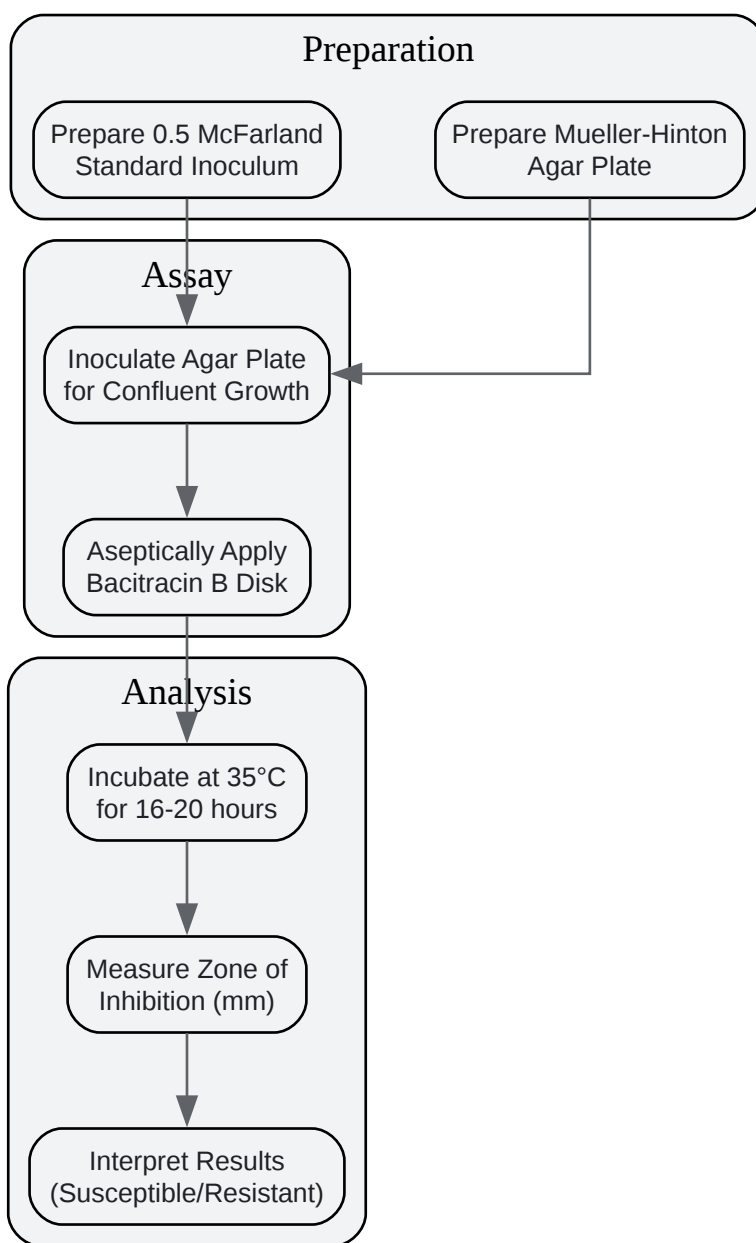 Preparation
Prepare 0.5 McFarland
Standard Inoculum
Prepare Mueller-Hinton
Agar Plate
Assay
Inoculate Agar Plate
for Confluent Growth
Aseptically Apply
Bacitracin B Disk
Analysis
Incubate at 35°C
for 16-20 hours
Measure Zone of
Inhibition (mm)
Interpret Results
(Susceptible/Resistant)